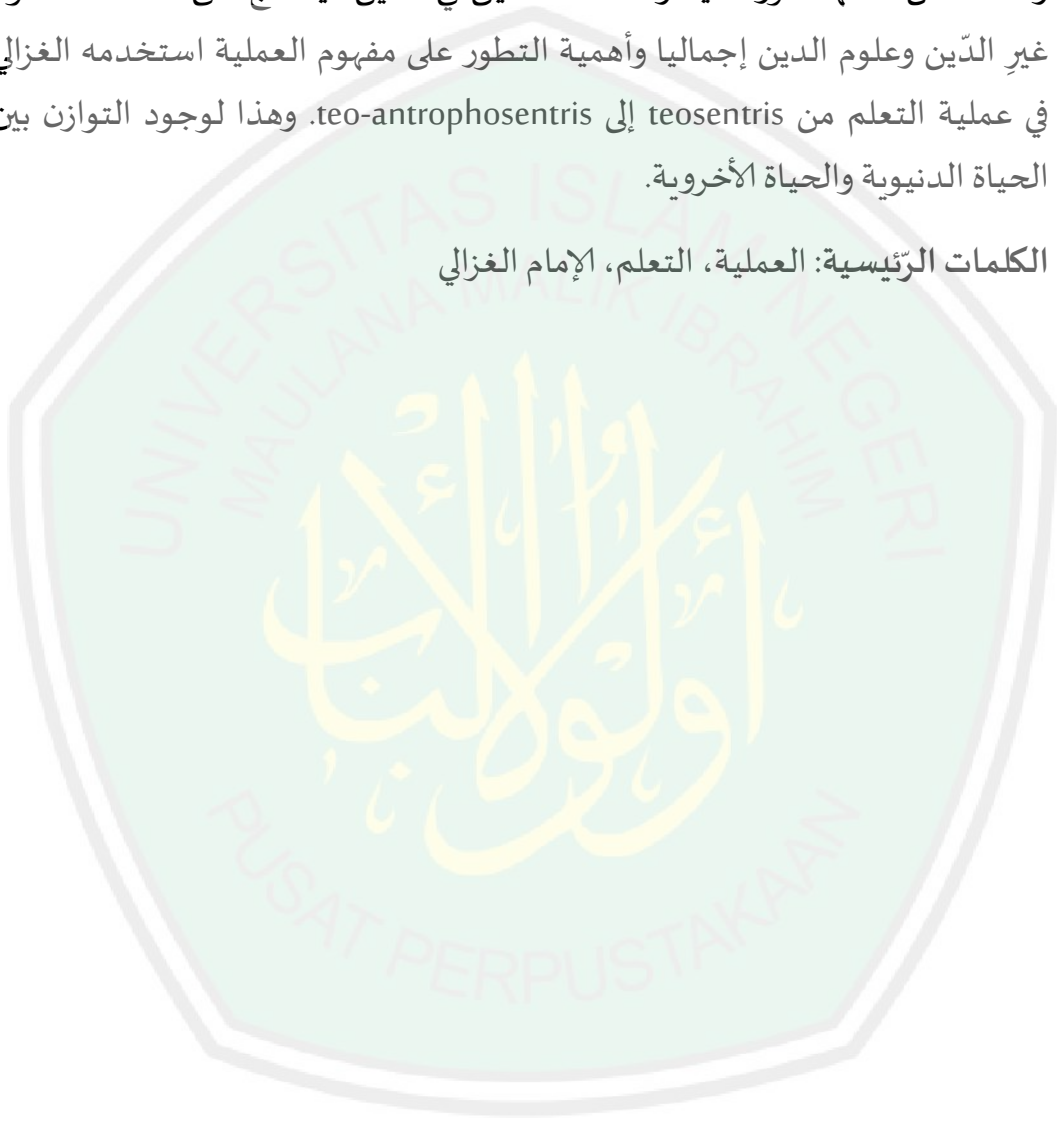 غيرِ الدّين وعلوم الدين إجماليا وأهمية التطور على مفهوم العملية استخدمه الغزالي
في عملية التعلم من teosentris إلى teo-antrophosentris. وهذا لوجود التوازن بين
الحياة الدنيوية والحياة الأخروية.
الكلمات الرّئيسية: العملية، التعلم، الإمام الغزالي
UNIVERSITAS ISLAM NEGERI
MAULANA MALIK IBRAHIM
أولو الألباب
PUSAT PERPUSTAKAAN